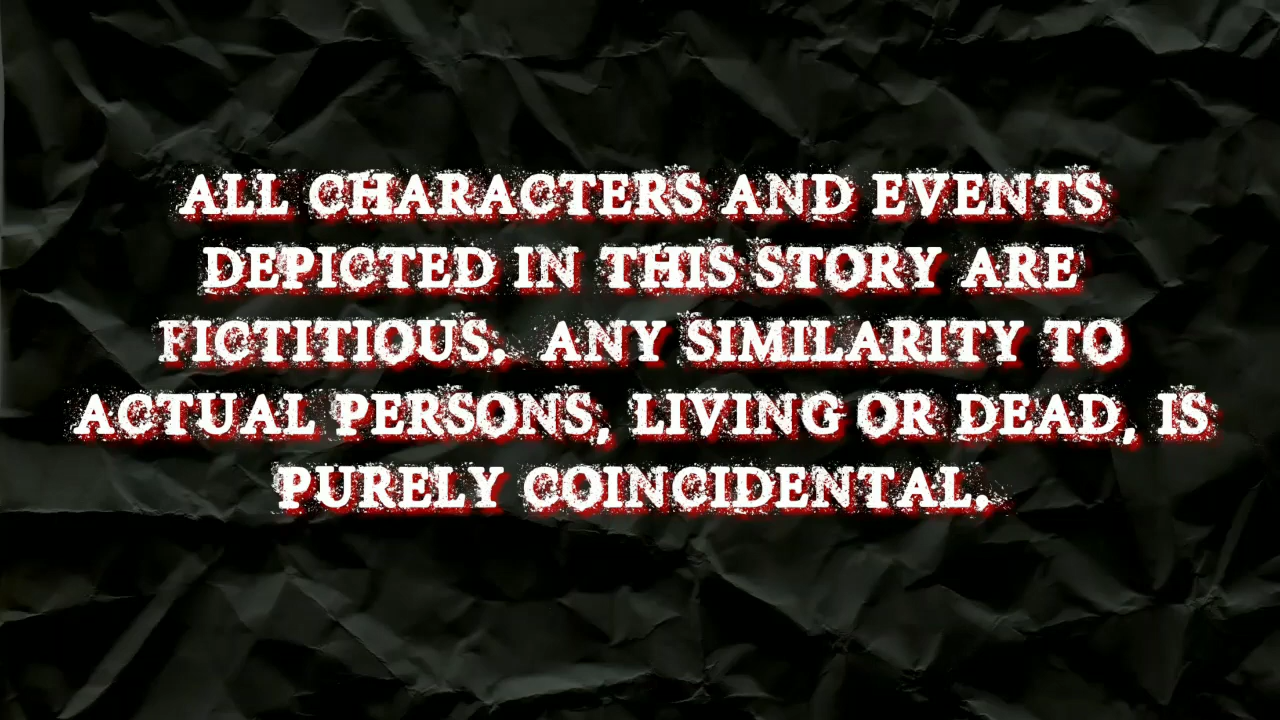 ALL CHARACTERS AND EVENTS
DEPICTED IN THIS STORY ARE
FICTITIOUS. ANY SIMILARITY TO
ACTUAL PERSONS, LIVING OR DEAD, IS
PURELY COINCIDENTAL.